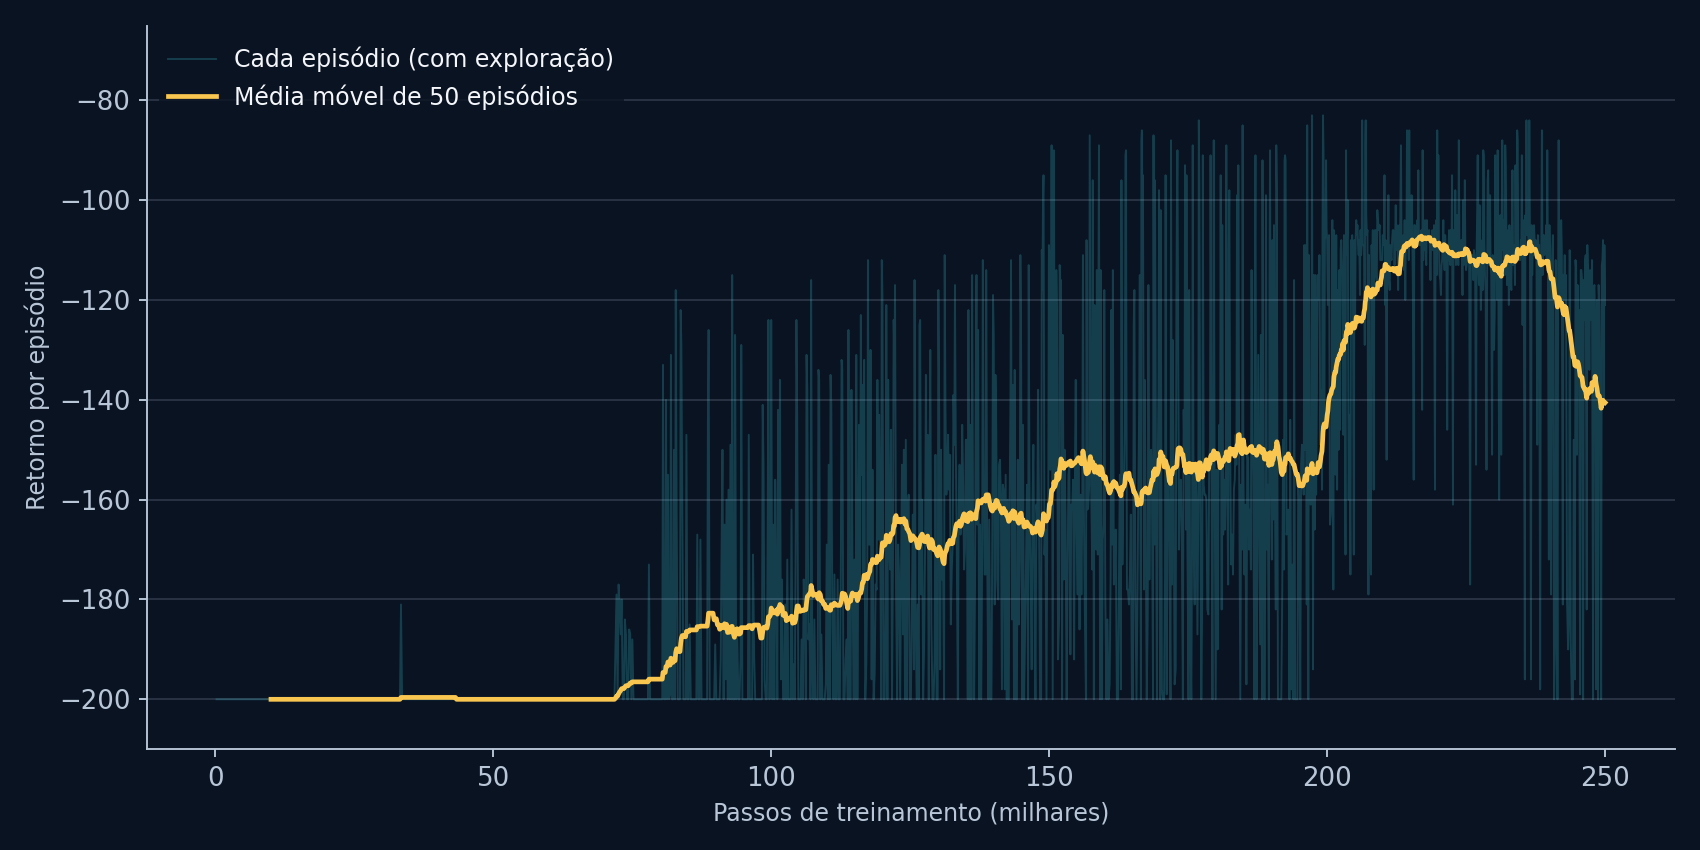 Cada episódio (com exploração)
Média móvel de 50 episódios
Retorno por episódio
−80
−100
−120
−140
−160
−180
−200
0 50 100 150 200 250
Passos de treinamento (milhares)